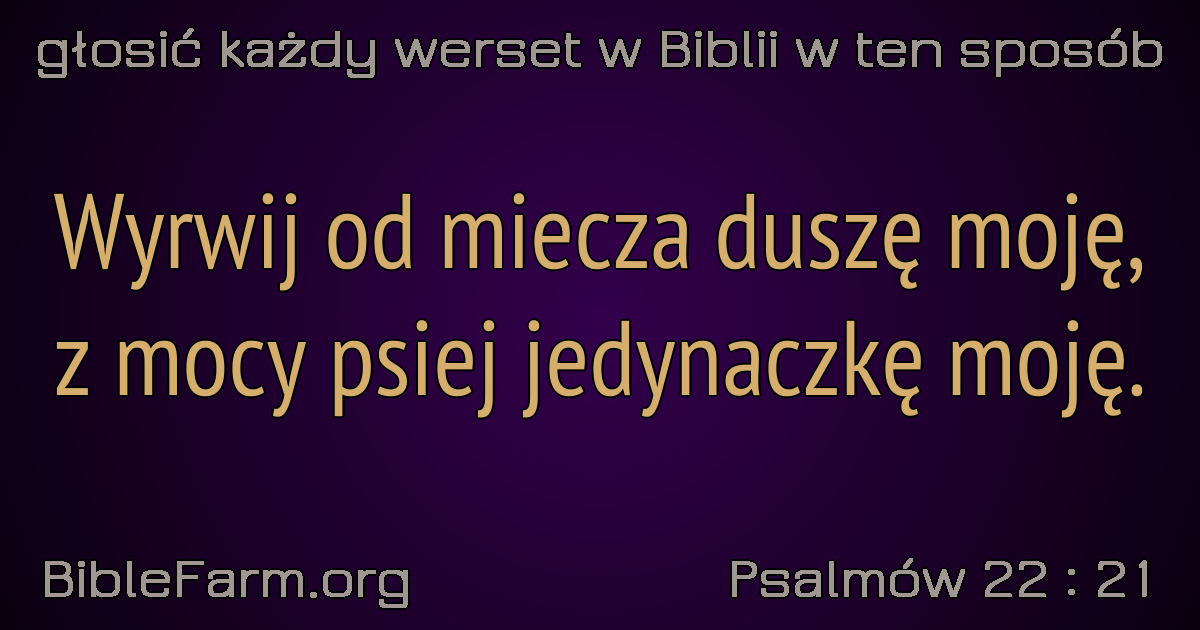 głosić każdy werset w Biblii w ten sposób
Wyrwij od miecza duszę moję,
z mocy psiej jedynaczkę moję.
BibleFarm.org
Psalmów 22 : 21